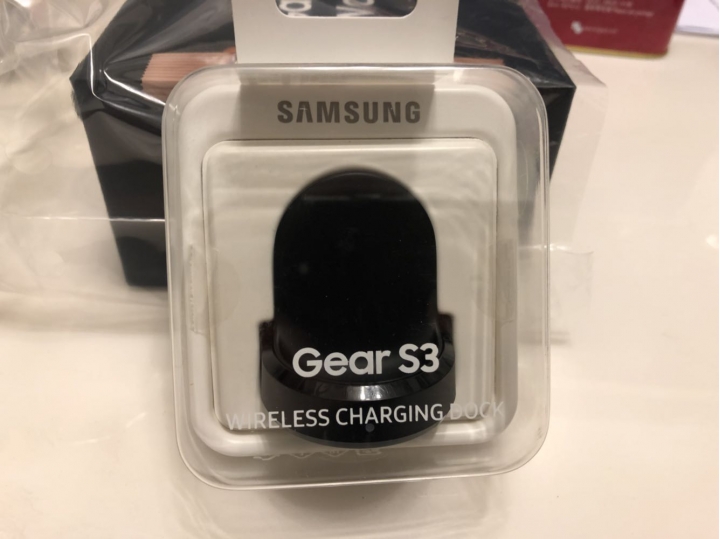 SAMSUNG
Gear S3
WIRELESS CHARGING DOCK